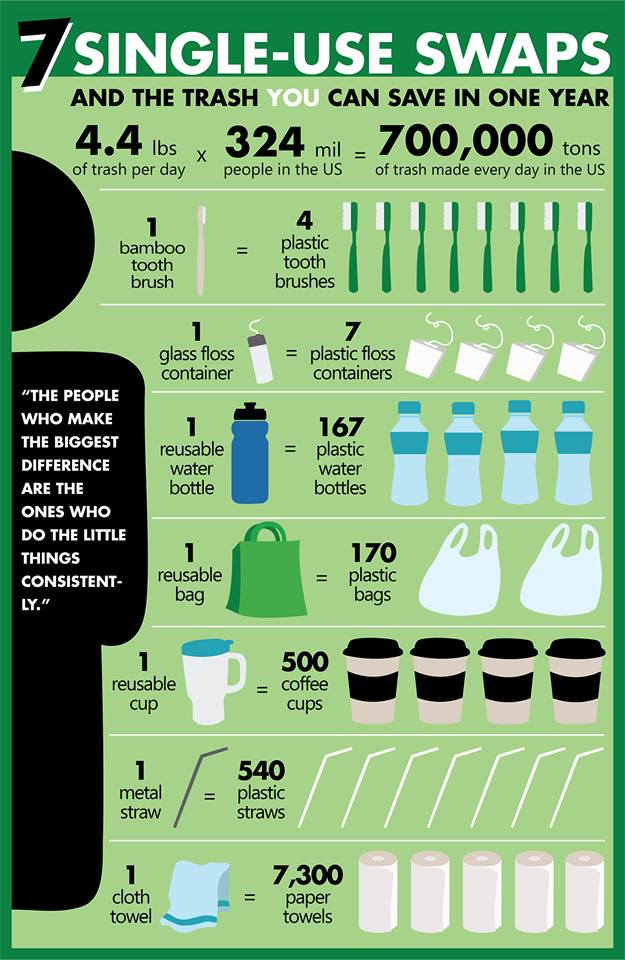 7 SINGLE-USE SWAPS
AND THE TRASH YOU CAN SAVE IN ONE YEAR
4.4 lbs
of trash per day
x
324 mil
people in the US
=
700,000 tons
of trash made every day in the US
1
bamboo
tooth
brush
=
4
plastic
tooth
brushes
1
glass floss
container
=
7
plastic floss
containers
"THE PEOPLE
WHO MAKE
THE BIGGEST
DIFFERENCE
ARE THE
ONES WHO
DO THE LITTLE
THINGS
CONSISTENT-
LY."
1
reusable
water
bottle
=
167
plastic
water
bottles
1
reusable
bag
=
170
plastic
bags
1
reusable
cup
=
500
coffee
cups
1
metal
straw
=
540
plastic
straws
1
cloth
towel
=
7,300
paper
towels